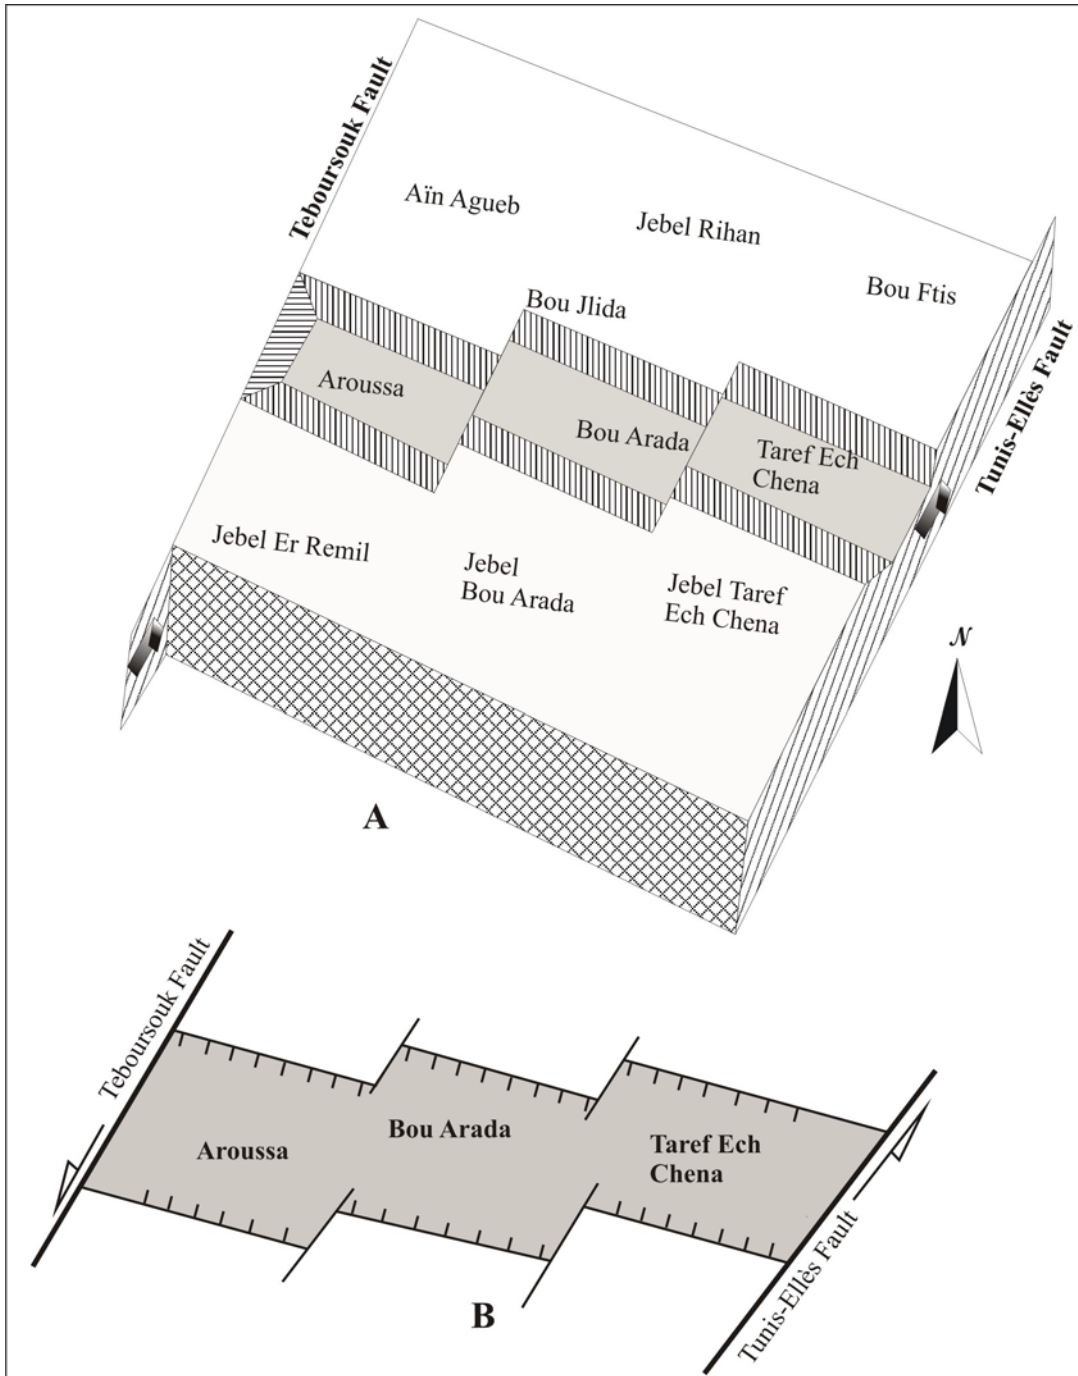 Teboursouk Fault
Aïn Agueb
Jebel Rihan
Bou Ftis
Bou Jlida
Tunis-Ellès Fault
Aroussa
Bou Arada
Taref Ech
Chena
Jebel Er Remil
Jebel
Bou Arada
Jebel Taref
Ech Chena
N
A
Teboursouk Fault
Aroussa
Bou Arada
Taref Ech
Chena
Tunis-Ellès Fault
B